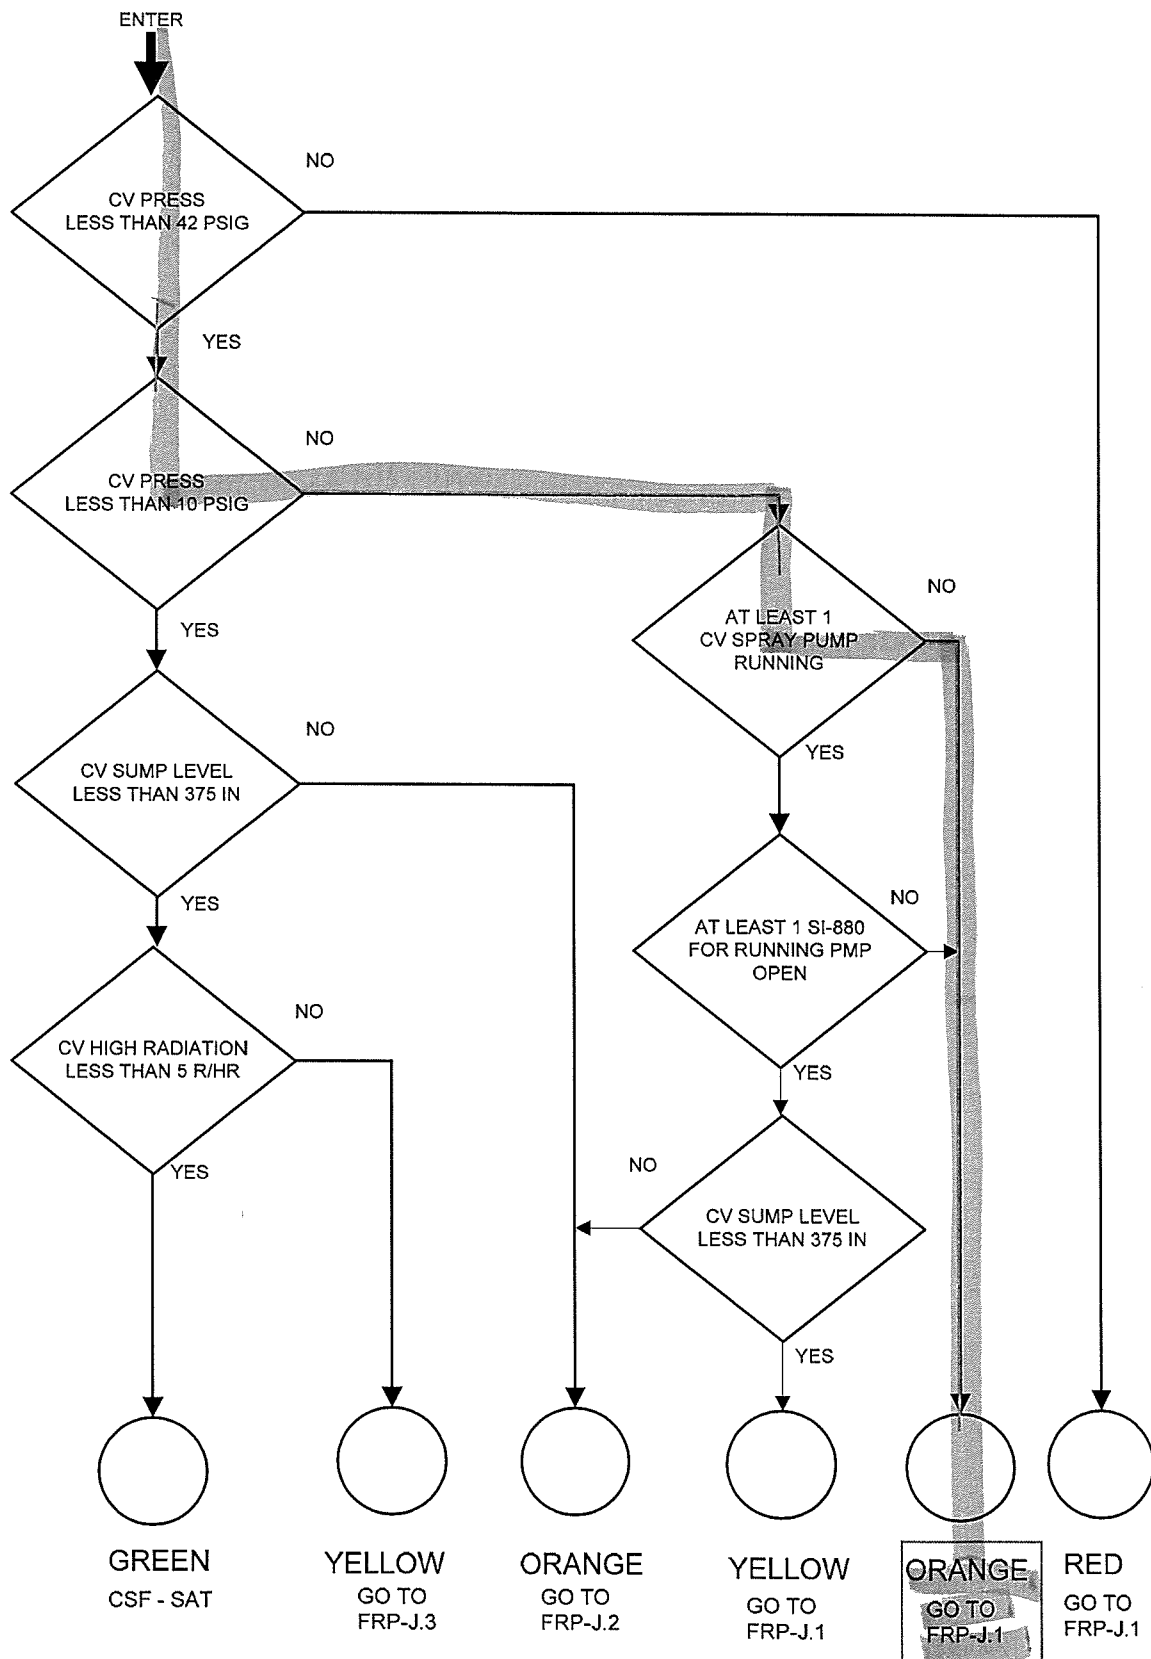 ENTER
NO
CV PRESS
LESS THAN 42 PSIG
YES
NO
CV PRESS
LESS THAN 10 PSIG
YES
NO
AT LEAST 1
CV SPRAY PUMP
RUNNING
YES
NO
CV SUMP LEVEL
LESS THAN 375 IN
YES
NO
AT LEAST 1 SI-880
FOR RUNNING PMP
OPEN
YES
NO
CV HIGH RADIATION
LESS THAN 5 R/HR
YES
NO
CV SUMP LEVEL
LESS THAN 375 IN
YES
GREEN
CSF - SAT
YELLOW
GO TO
FRP-J.3
ORANGE
GO TO
FRP-J.2
YELLOW
GO TO
FRP-J.1
ORANGE
GO TO
FRP-J.1
RED
GO TO
FRP-J.1